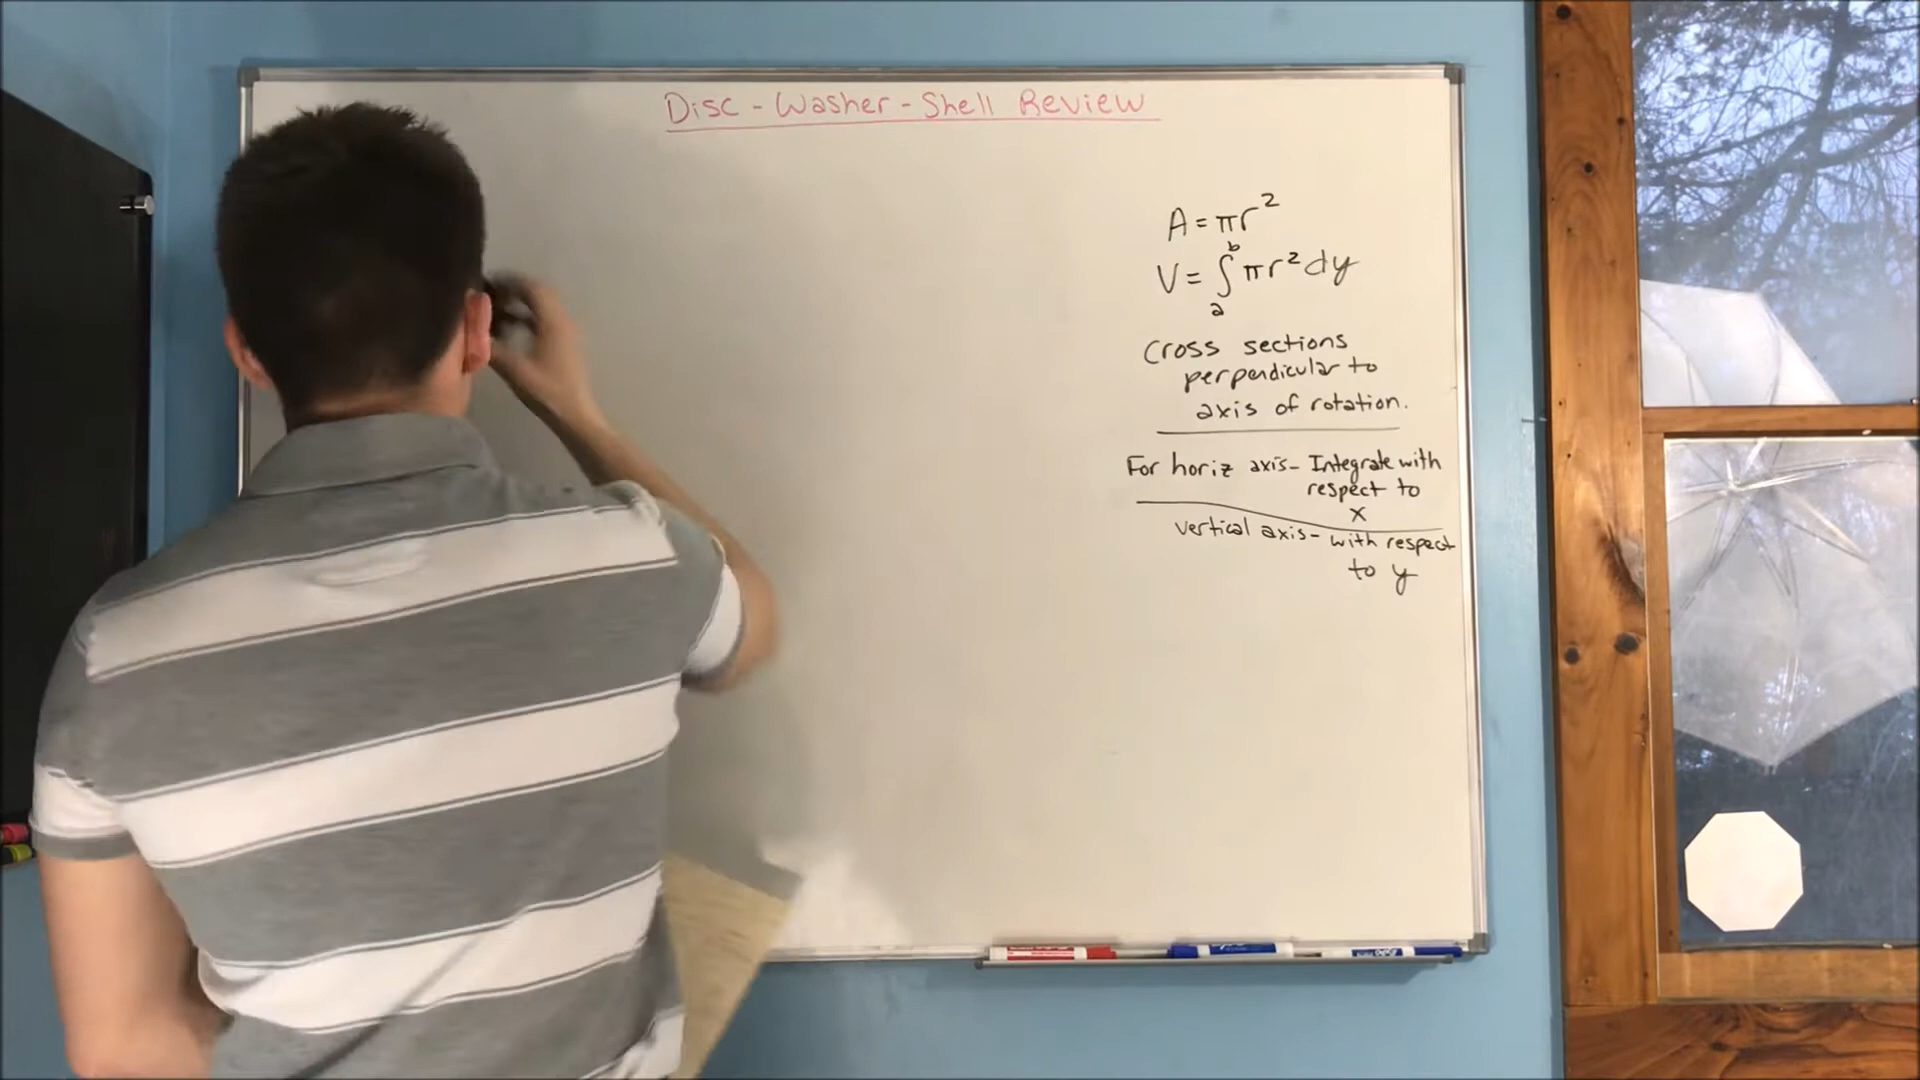 Disc - Washer - Shell Review
A = πr²
V = ∫ₐᵇ πr² dy
Cross sections
perpendicular to
axis of rotation.
For horiz axis - Integrate with
respect to
x
vertical axis - with respect
to y